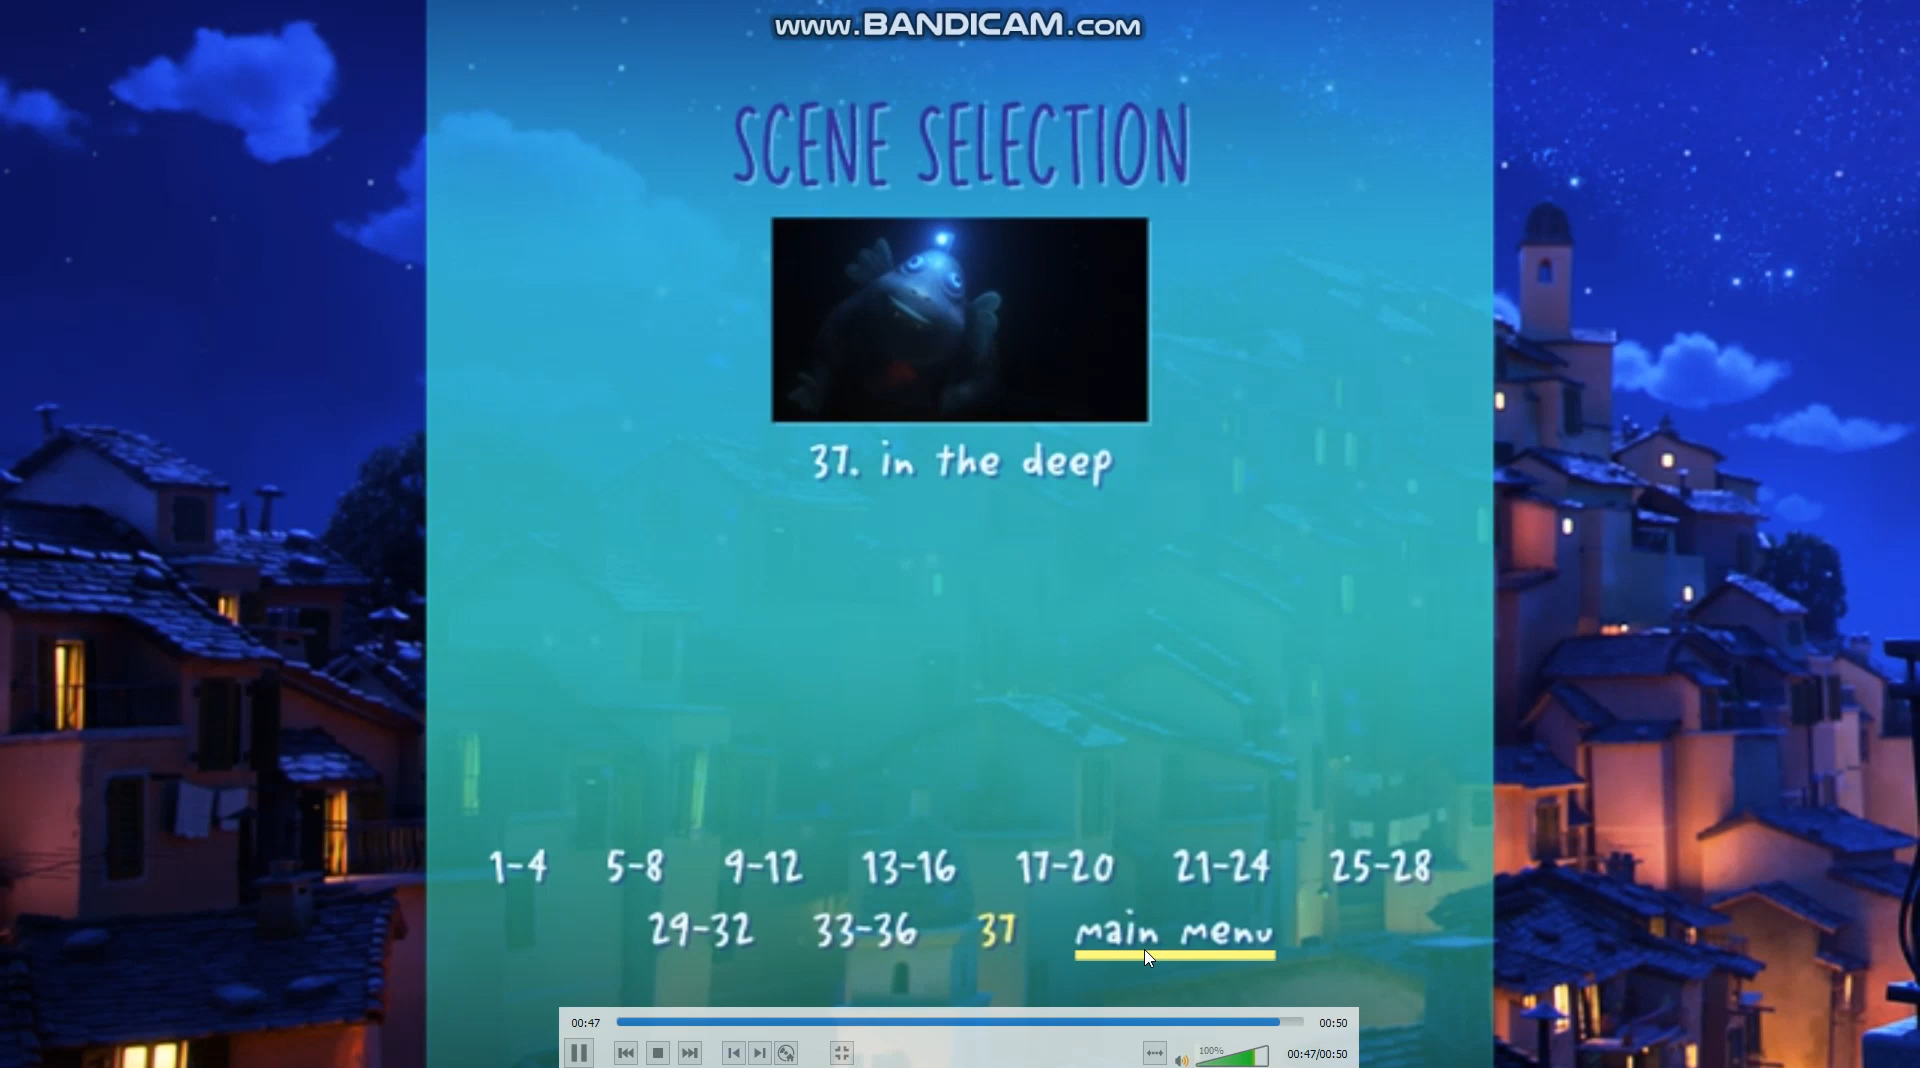 www.BANDICAM.com
SCENE SELECTION
37. in the deep
1-4 5-8 9-12 13-16 17-20 21-24 25-28
29-32 33-36 37 main menu
00:47 00:50
100% 00:47/00:50